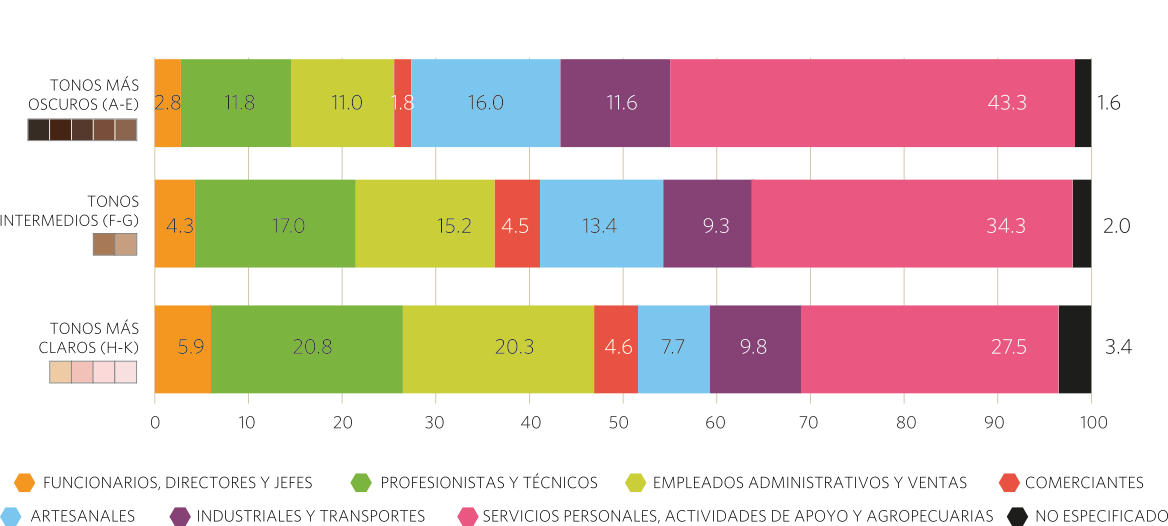 TONOS MÁS
OSCUROS (A-E)
2.8 11.8 11.0 1.8 16.0 11.6 43.3 1.6
TONOS
INTERMEDIOS (F-G)
4.3 17.0 15.2 4.5 13.4 9.3 34.3 2.0
TONOS MÁS
CLAROS (H-K)
5.9 20.8 20.3 4.6 7.7 9.8 27.5 3.4
0 10 20 30 40 50 60 70 80 90 100
FUNCIONARIOS, DIRECTORES Y JEFES PROFESIONISTAS Y TÉCNICOS EMPLEADOS ADMINISTRATIVOS Y VENTAS COMERCIANTES
ARTESANALES INDUSTRIALES Y TRANSPORTES SERVICIOS PERSONALES, ACTIVIDADES DE APOYO Y AGROPECUARIAS NO ESPECIFICADO